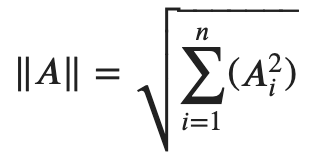 ‖A‖ = √(∑_{i=1}^{n} (A_i^2))